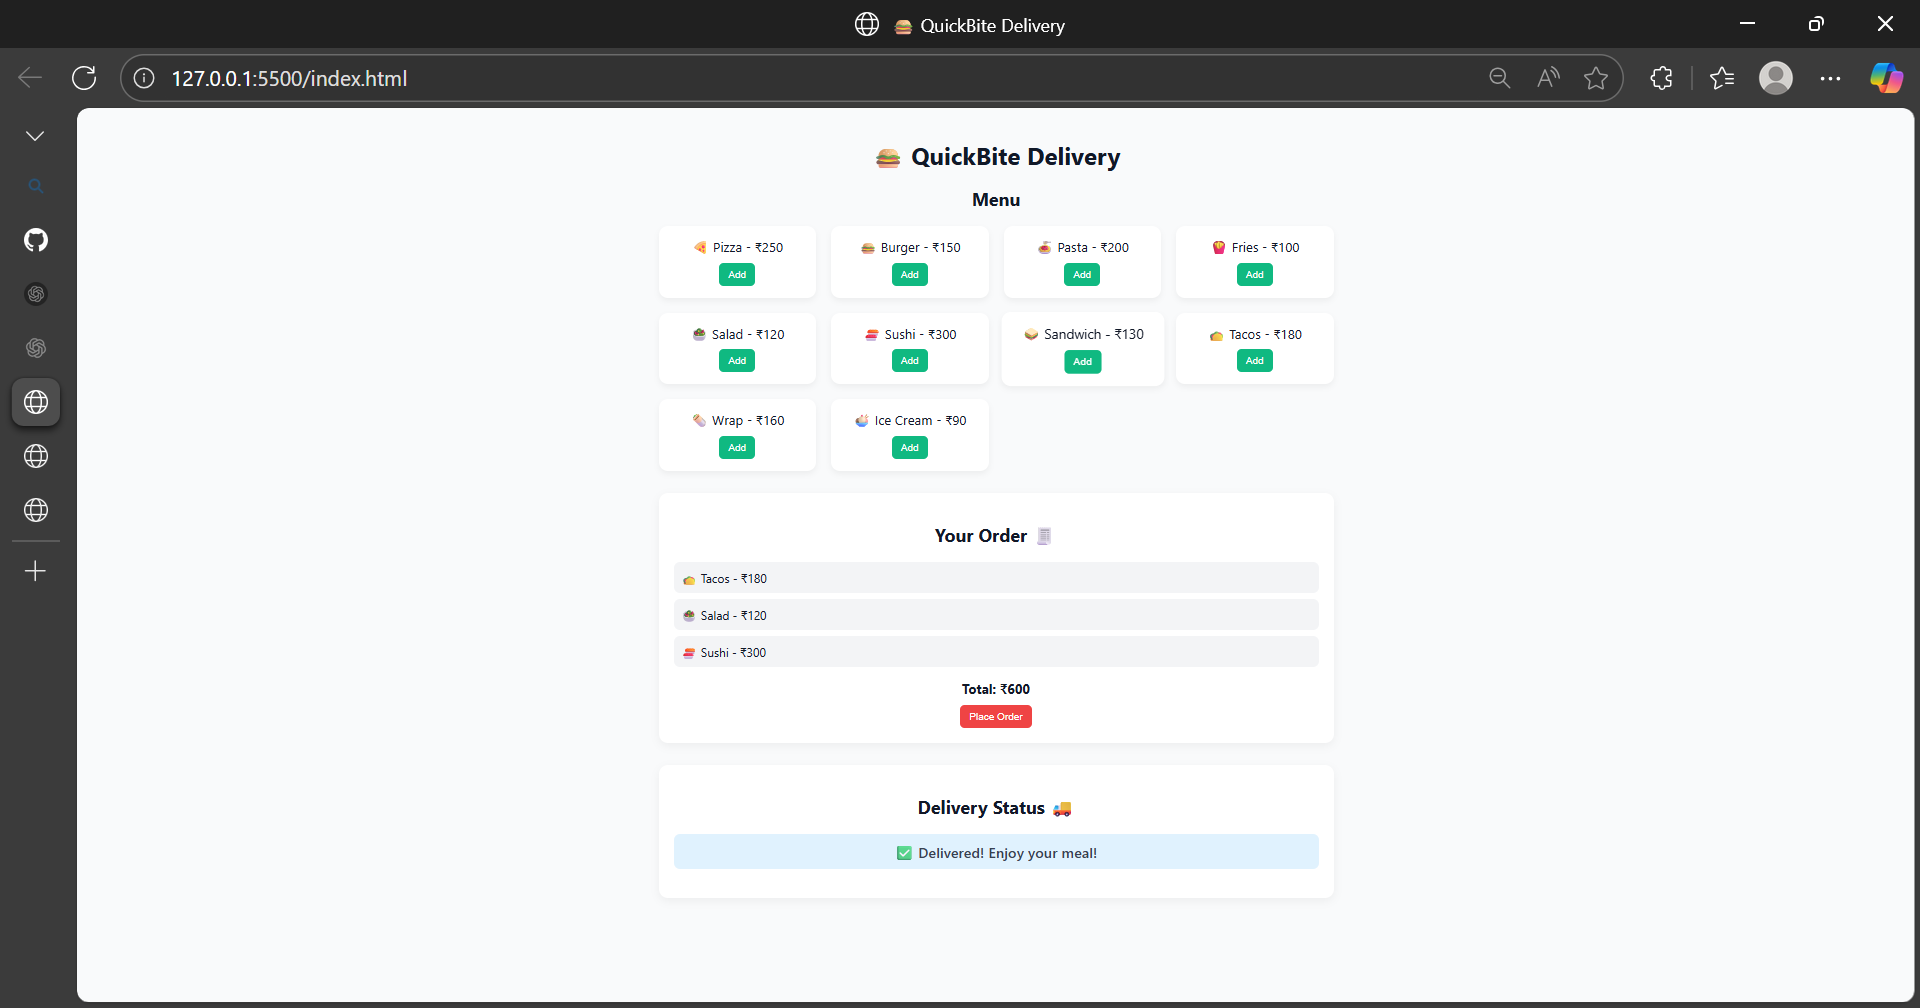 🍔 QuickBite Delivery
127.0.0.1:5500/index.html
🍔 QuickBite Delivery
Menu
🍕 Pizza - ₹250
Add
🍔 Burger - ₹150
Add
🍝 Pasta - ₹200
Add
🍟 Fries - ₹100
Add
🥗 Salad - ₹120
Add
🍣 Sushi - ₹300
Add
🥪 Sandwich - ₹130
Add
🌮 Tacos - ₹180
Add
🌯 Wrap - ₹160
Add
🍨 Ice Cream - ₹90
Add
Your Order 🧾
🌮 Tacos - ₹180
🥗 Salad - ₹120
🍣 Sushi - ₹300
Total: ₹600
Place Order
Delivery Status 🚚
✅ Delivered! Enjoy your meal!